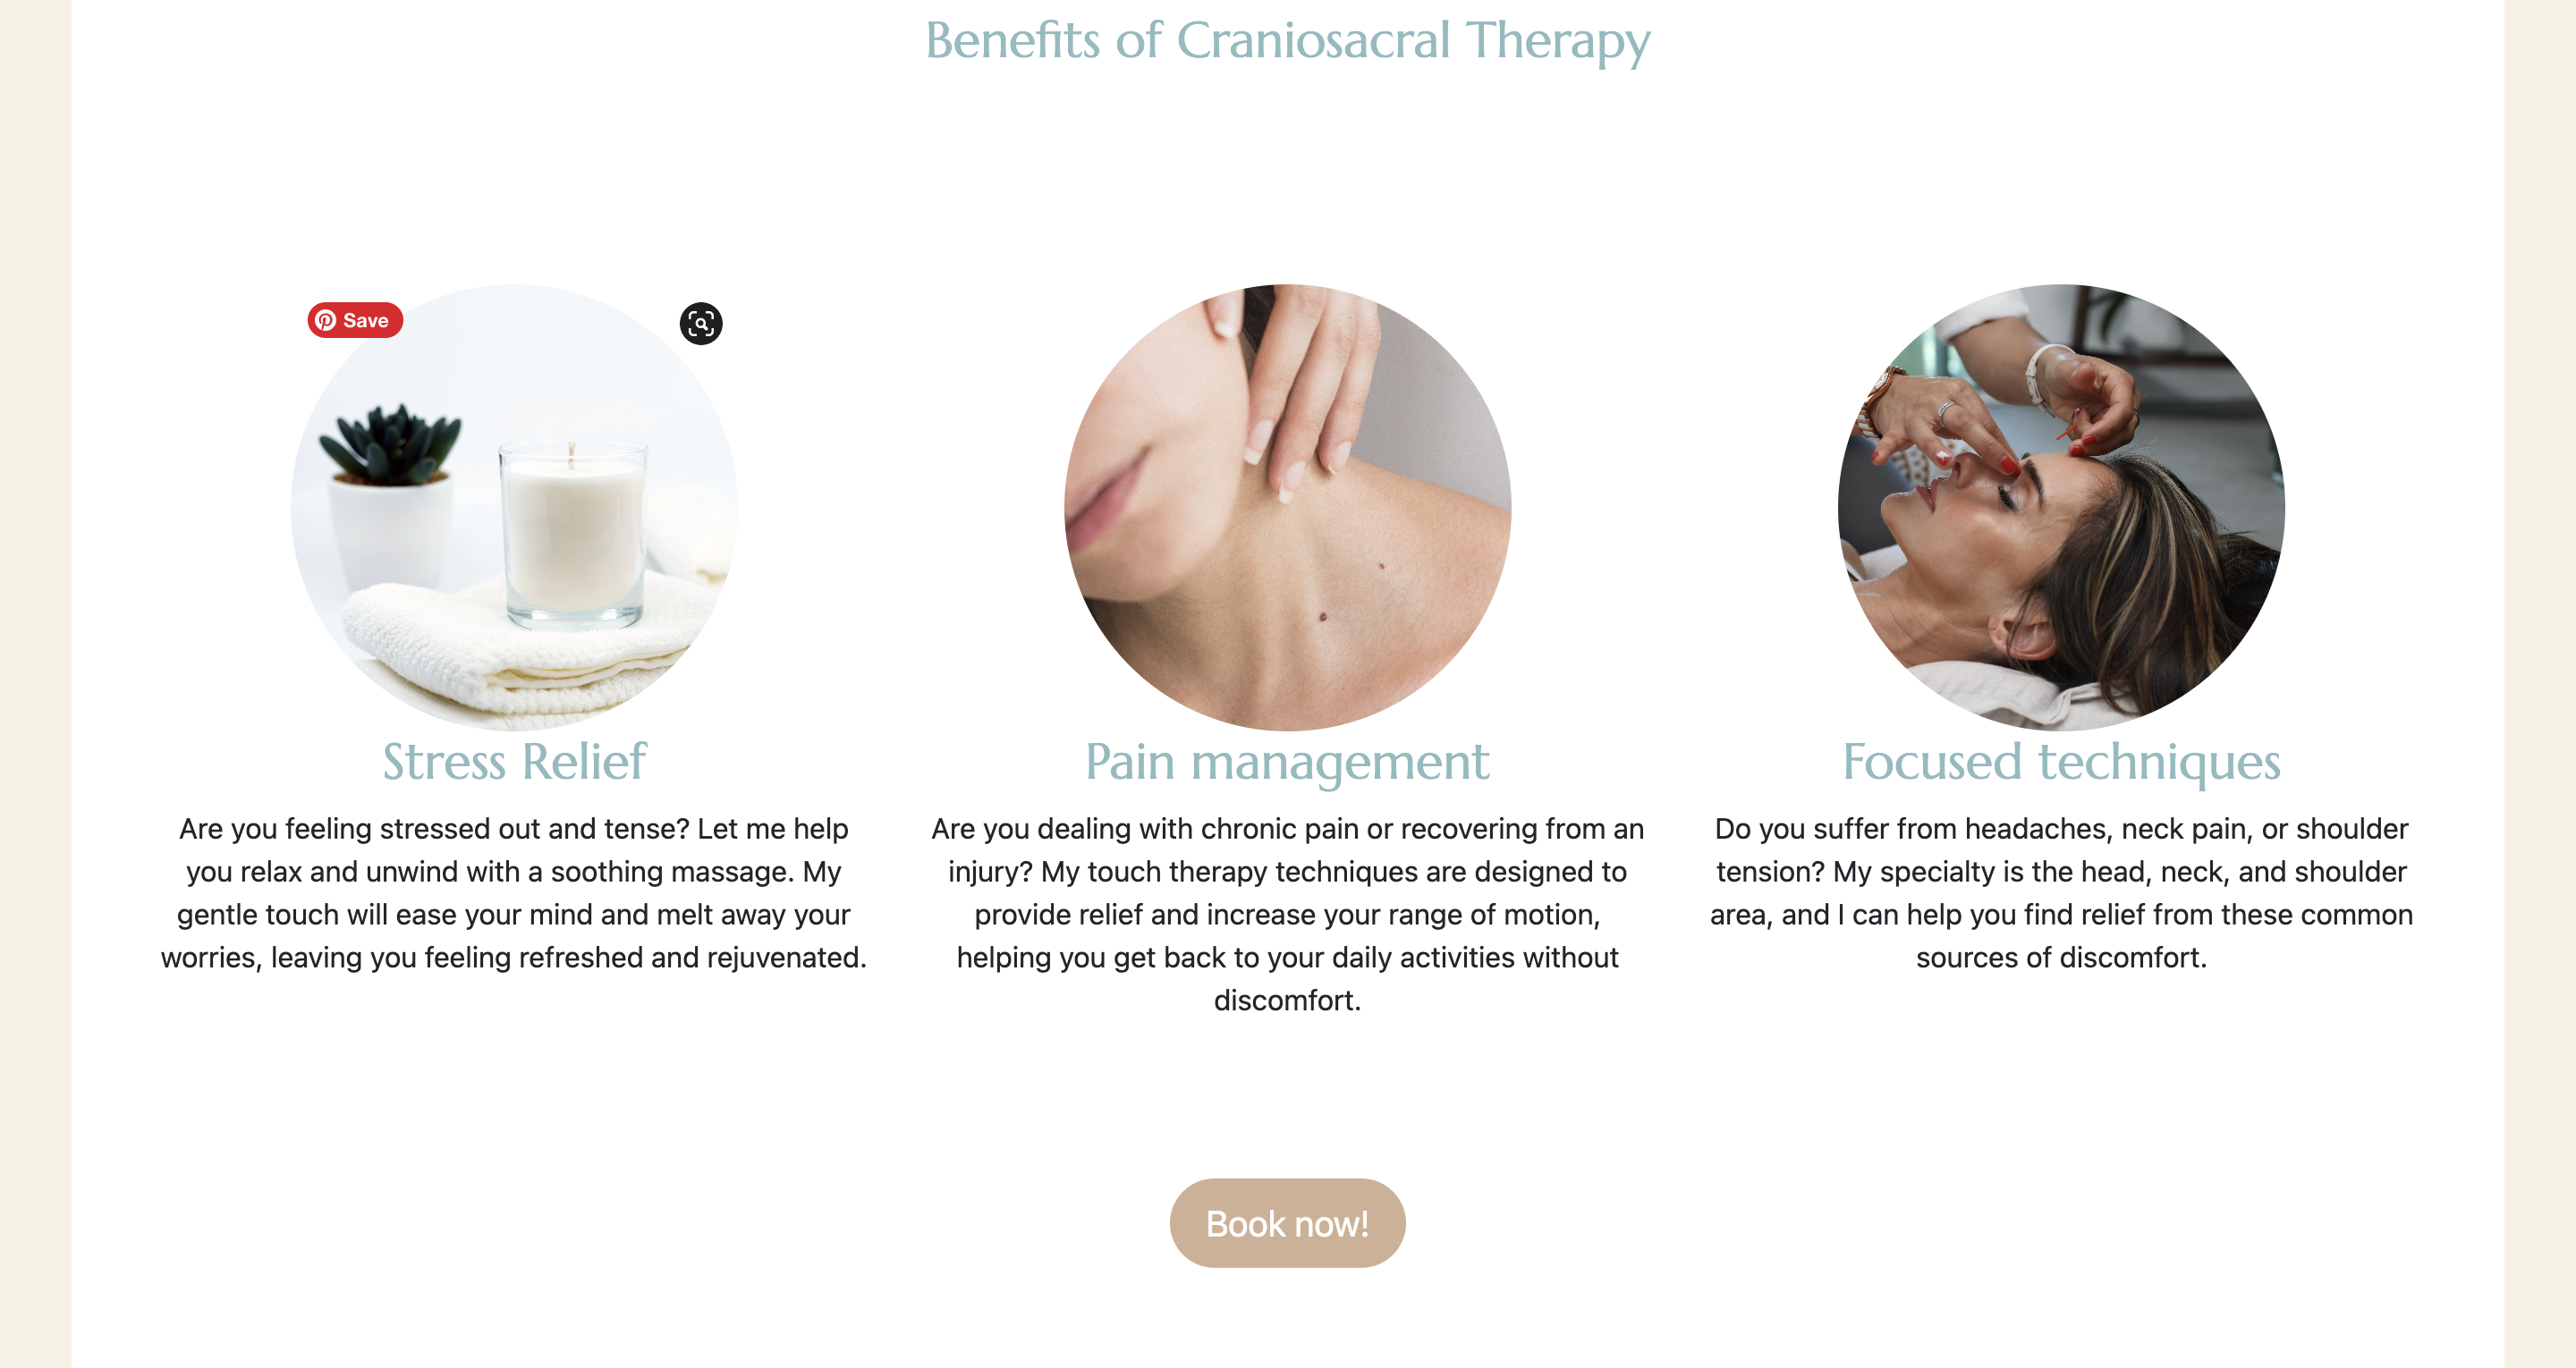 Benefits of Craniosacral Therapy
Save
Stress Relief
Are you feeling stressed out and tense? Let me help
you relax and unwind with a soothing massage. My
gentle touch will ease your mind and melt away your
worries, leaving you feeling refreshed and rejuvenated.
Pain management
Are you dealing with chronic pain or recovering from an
injury? My touch therapy techniques are designed to
provide relief and increase your range of motion,
helping you get back to your daily activities without
discomfort.
Focused techniques
Do you suffer from headaches, neck pain, or shoulder
tension? My specialty is the head, neck, and shoulder
area, and I can help you find relief from these common
sources of discomfort.
Book now!